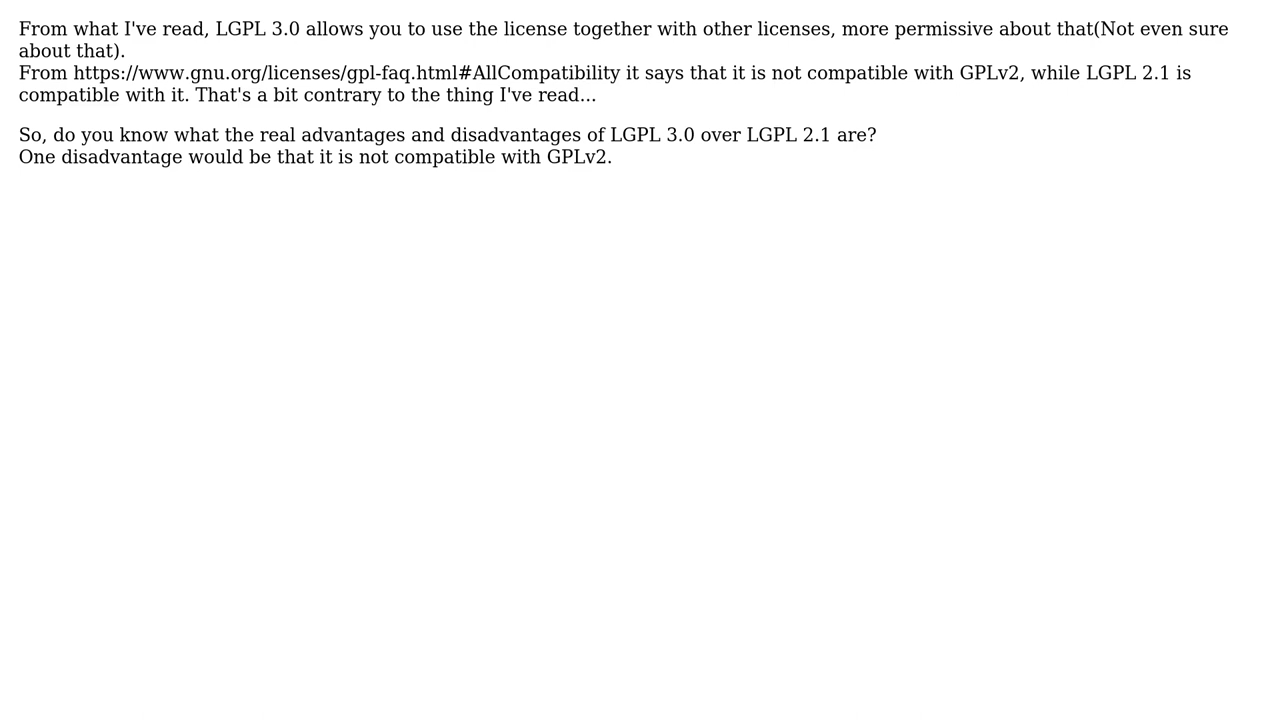 From what I've read, LGPL 3.0 allows you to use the license together with other licenses, more permissive about that(Not even sure
about that).
From https://www.gnu.org/licenses/gpl-faq.html#AllCompatibility it says that it is not compatible with GPLv2, while LGPL 2.1 is
compatible with it. That's a bit contrary to the thing I've read...
So, do you know what the real advantages and disadvantages of LGPL 3.0 over LGPL 2.1 are?
One disadvantage would be that it is not compatible with GPLv2.